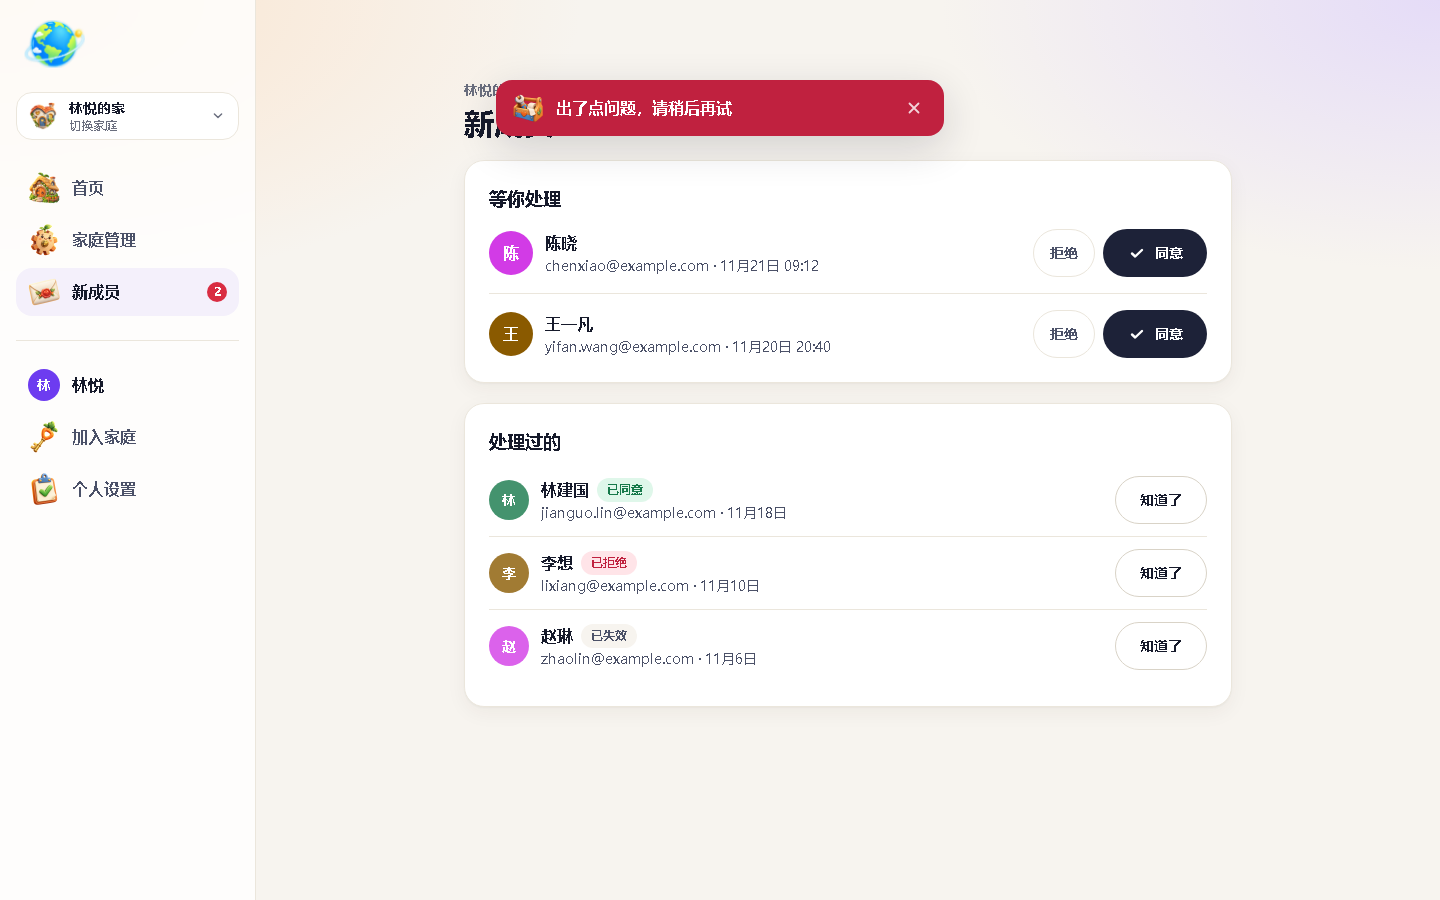 林悦的家
切换家庭
首页
家庭管理
新成员
2
林
林悦
加入家庭
个人设置
林悦的
出了点问题，请稍后再试
新
等你处理
陈
陈晓
chenxiao@example.com · 11月21日 09:12
拒绝
同意
王
王一凡
yifan.wang@example.com · 11月20日 20:40
拒绝
同意
处理过的
林
林建国
已同意
jianguo.lin@example.com · 11月18日
知道了
李
李想
已拒绝
lixiang@example.com · 11月10日
知道了
赵
赵琳
已失效
zhaolin@example.com · 11月6日
知道了